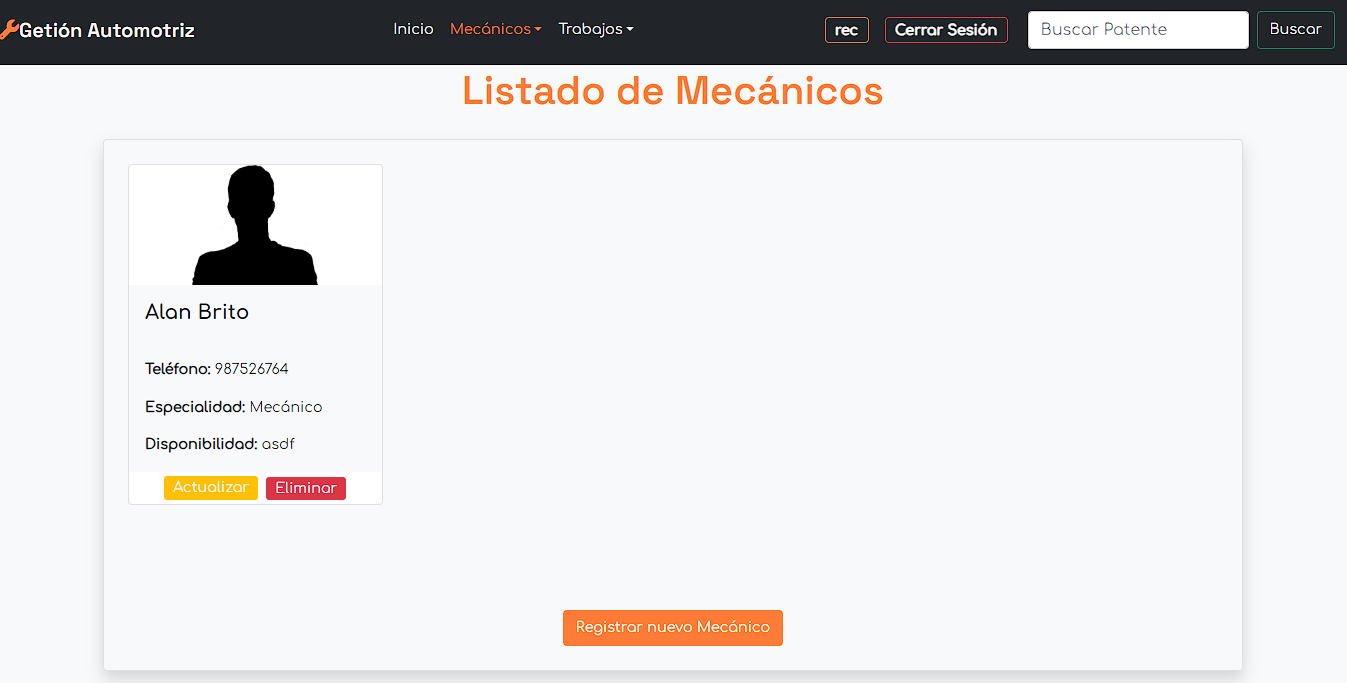 Getión Automotriz
Inicio Mecánicos Trabajos
rec Cerrar Sesión Buscar Patente Buscar
Listado de Mecánicos
Alan Brito
Teléfono: 987526764
Especialidad: Mecánico
Disponibilidad: asdf
Actualizar Eliminar
Registrar nuevo Mecánico